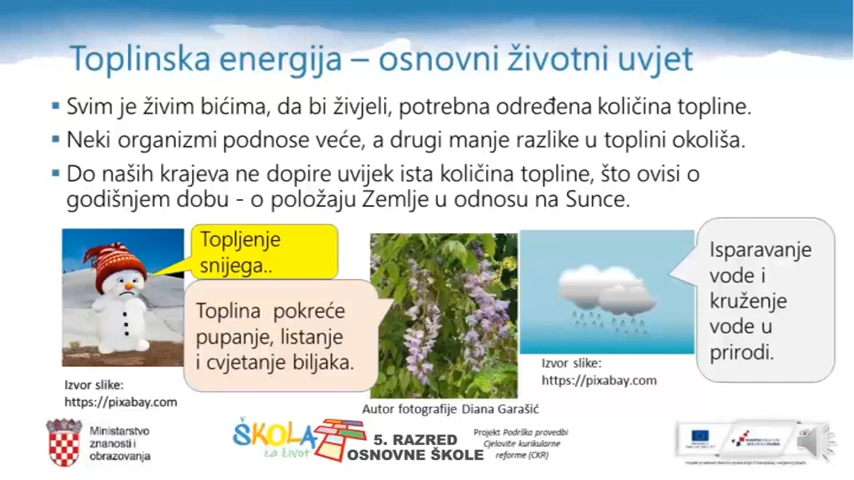 Toplinska energija – osnovni životni uvjet
▪ Svim je živim bićima, da bi živjeli, potrebna određena količina topline.
▪ Neki organizmi podnose veće, a drugi manje razlike u toplini okoliša.
▪ Do naših krajeva ne dopire uvijek ista količina topline, što ovisi o
godišnjem dobu - o položaju Zemlje u odnosu na Sunce.
Topljenje
snijega..
Toplina pokreće
pupanje, listanje
i cvjetanje biljaka.
Isparavanje
vode i
kruženje
vode u
prirodi.
Izvor slike:
https://pixabay.com
Autor fotografije Diana Garašić
Izvor slike:
https://pixabay.com
Ministarstvo
znanosti i
obrazovanja
ŠKOLA
za život
5. RAZRED
OSNOVNE ŠKOLE
Projekt Podrška provedbi
Cjelovite kurikularne
reforme (CKR)